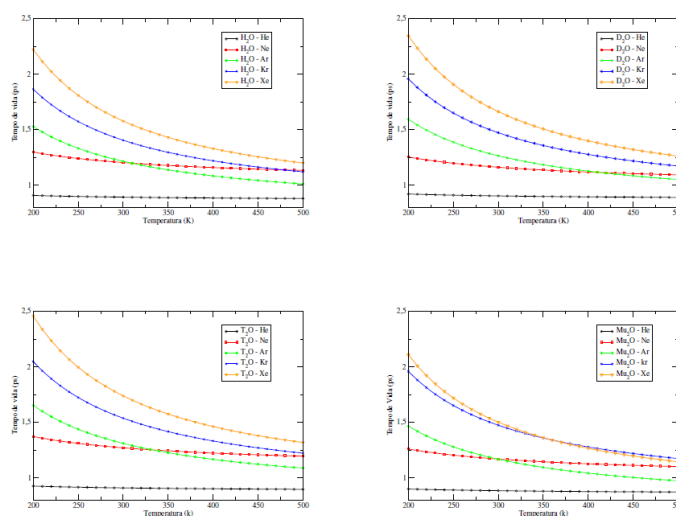 2,5
2
1,5
1
200 250 300 350 400 450 500
Temperatura (K)
Tempo de vida (ps)
H2O - He
H2O - Ne
H2O - Ar
H2O - Kr
H2O - Xe
2,5
2
1,5
1
200 250 300 350 400 450 500
Temperatura (K)
Tempo de vida (ps)
D2O - He
D2O - Ne
D2O - Ar
D2O - Kr
D2O - Xe
2,5
2
1,5
1
200 250 300 350 400 450 500
Temperatura (k)
Tempo de vida (ps)
T2O - He
T2O - Ne
T2O - Ar
T2O - Kr
T2O - Xe
2,5
2
1,5
1
200 250 300 350 400 450
Temperatura (K)
Tempo de vida (ps)
Mu2O - He
Mu2O - Ne
Mu2O - Ar
Mu2O - kr
Mu2O - Xe